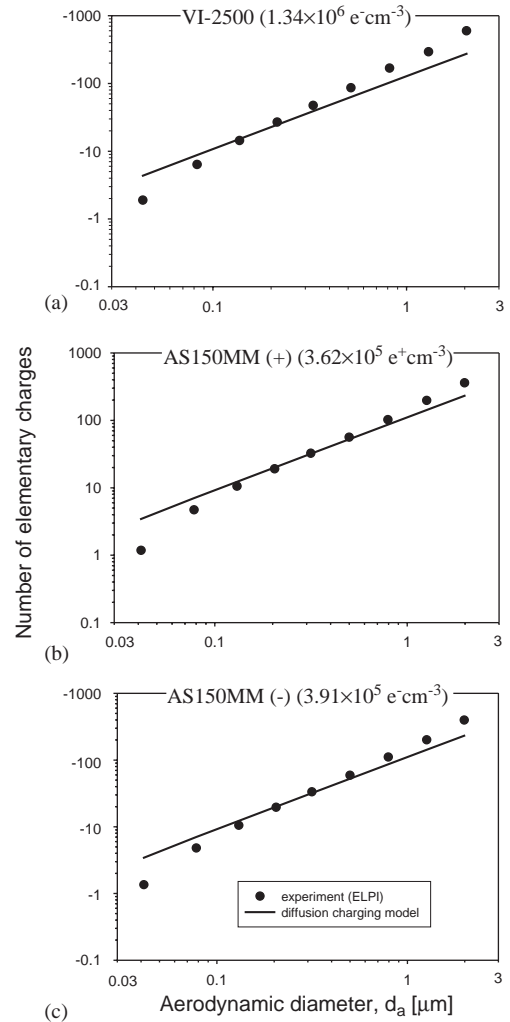 VI-2500 (1.34×10⁶ e⁻cm⁻³)
-1000
-100
-10
-1
-0.1
(a)
0.03 0.1 1 3
AS150MM (+) (3.62×10⁵ e⁺cm⁻³)
1000
100
10
1
0.1
(b)
0.03 0.1 1 3
Number of elementary charges
AS150MM (-) (3.91×10⁵ e⁻cm⁻³)
-1000
-100
-10
-1
-0.1
experiment (ELPI)
diffusion charging model
(c)
0.03 0.1 1 3
Aerodynamic diameter, dₐ [μm]